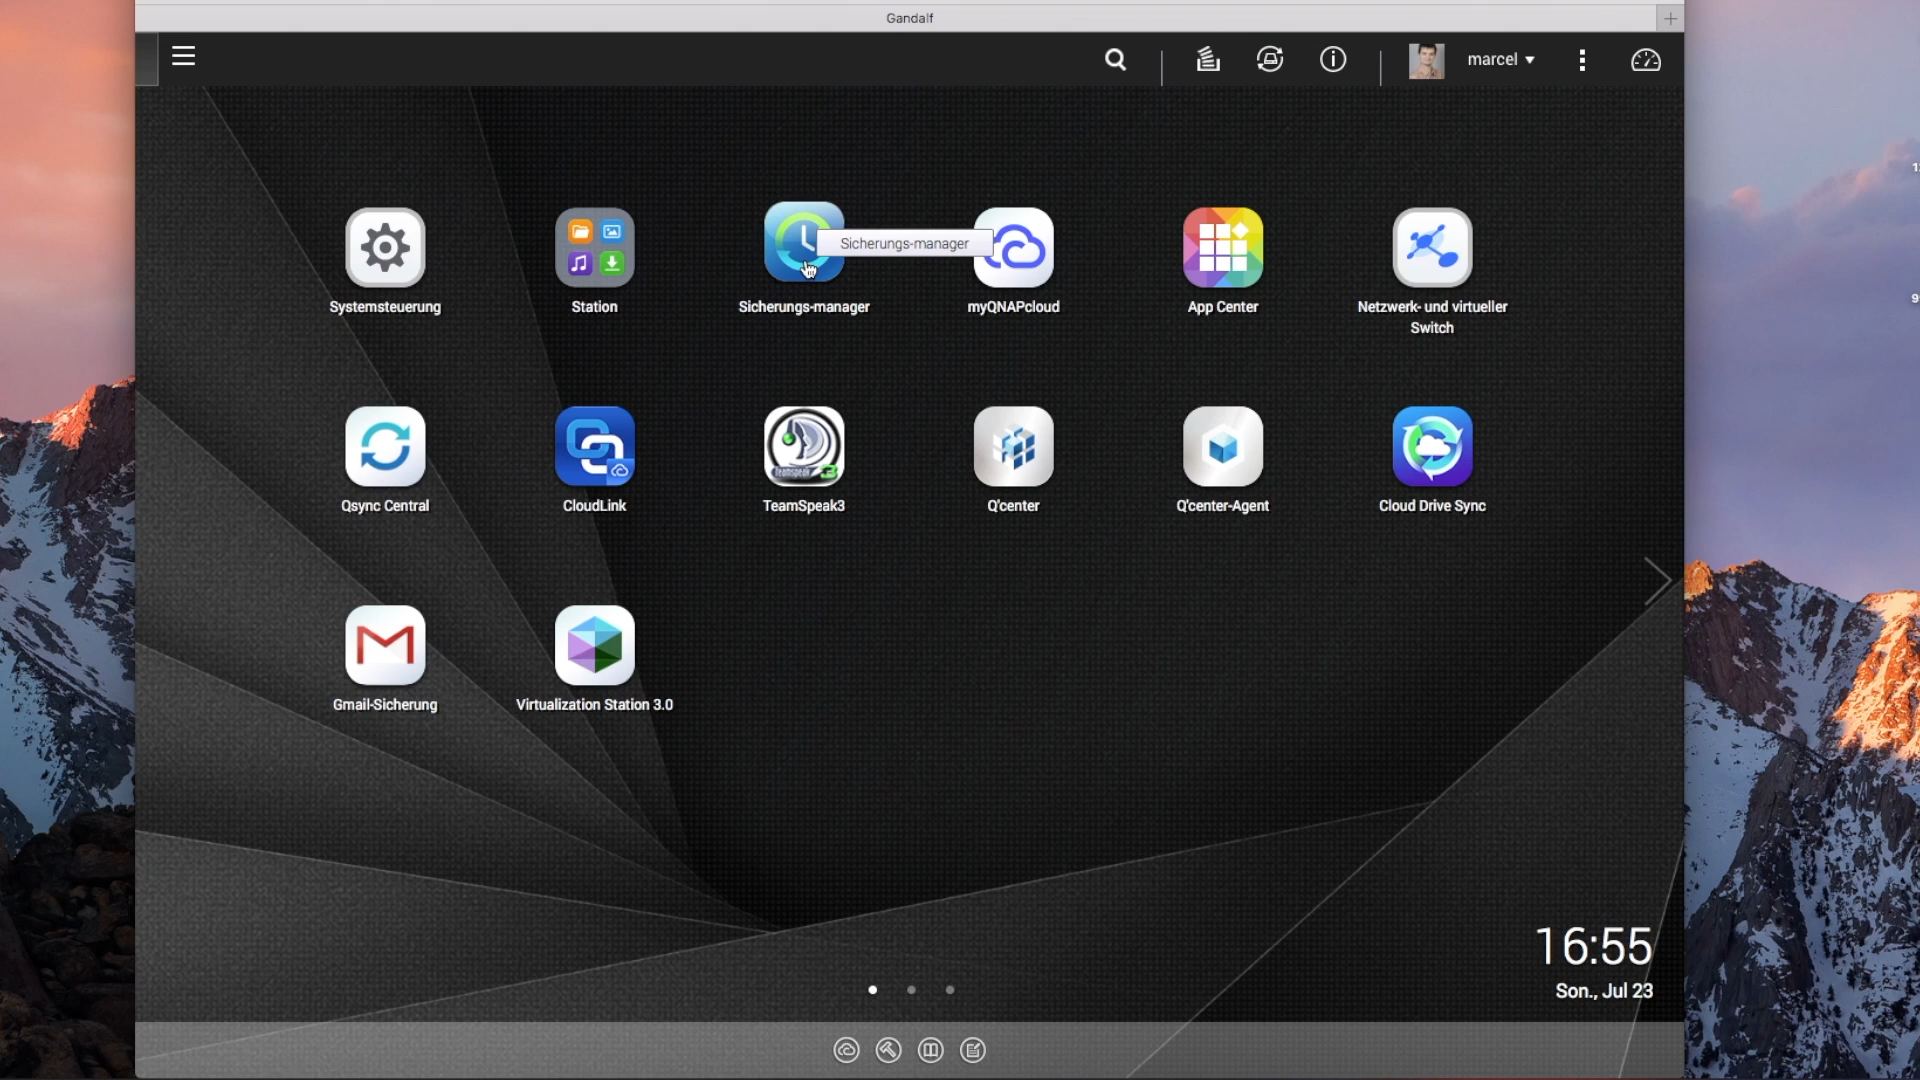 Gandalf
marcel
Sicherungs-manager
Systemsteuerung
Station
Sicherungs-manager
myQNAPcloud
App Center
Netzwerk- und virtueller
Switch
Qsync Central
CloudLink
TeamSpeak3
Q'center
Q'center-Agent
Cloud Drive Sync
Gmail-Sicherung
Virtualization Station 3.0
16:55
Son., Jul 23